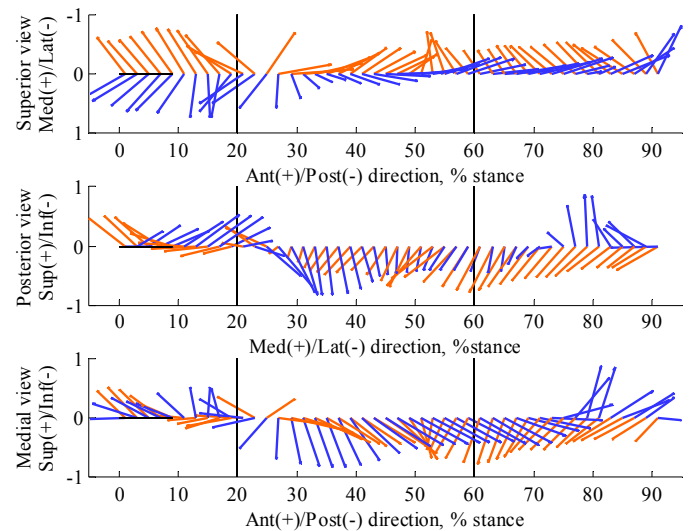 Superior view
Med(+)/Lat(-)
1
0
1
0 10 20 30 40 50 60 70 80 90
Ant(+)/Post(-) direction, % stance
Posterior view
Sup(+)/Inf(-)
1
0
-1
0 10 20 30 40 50 60 70 80 90
Med(+)/Lat(-) direction, %stance
Medial view
Sup(+)/Inf(-)
1
0
-1
0 10 20 30 40 50 60 70 80 90
Ant(+)/Post(-) direction, % stance